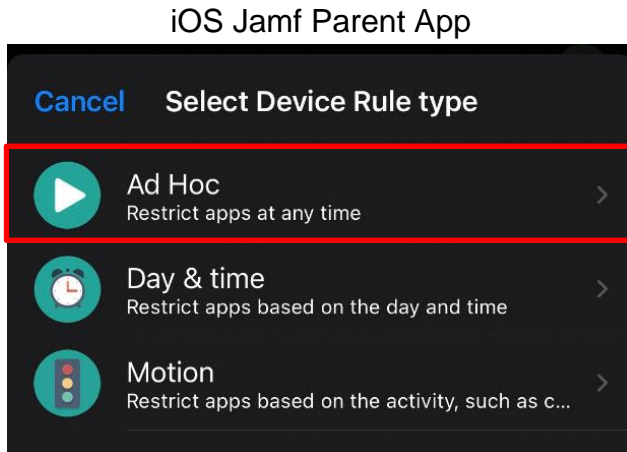 iOS Jamf Parent App
Cancel Select Device Rule type
Ad Hoc
Restrict apps at any time
Day & time
Restrict apps based on the day and time
Motion
Restrict apps based on the activity, such as c...